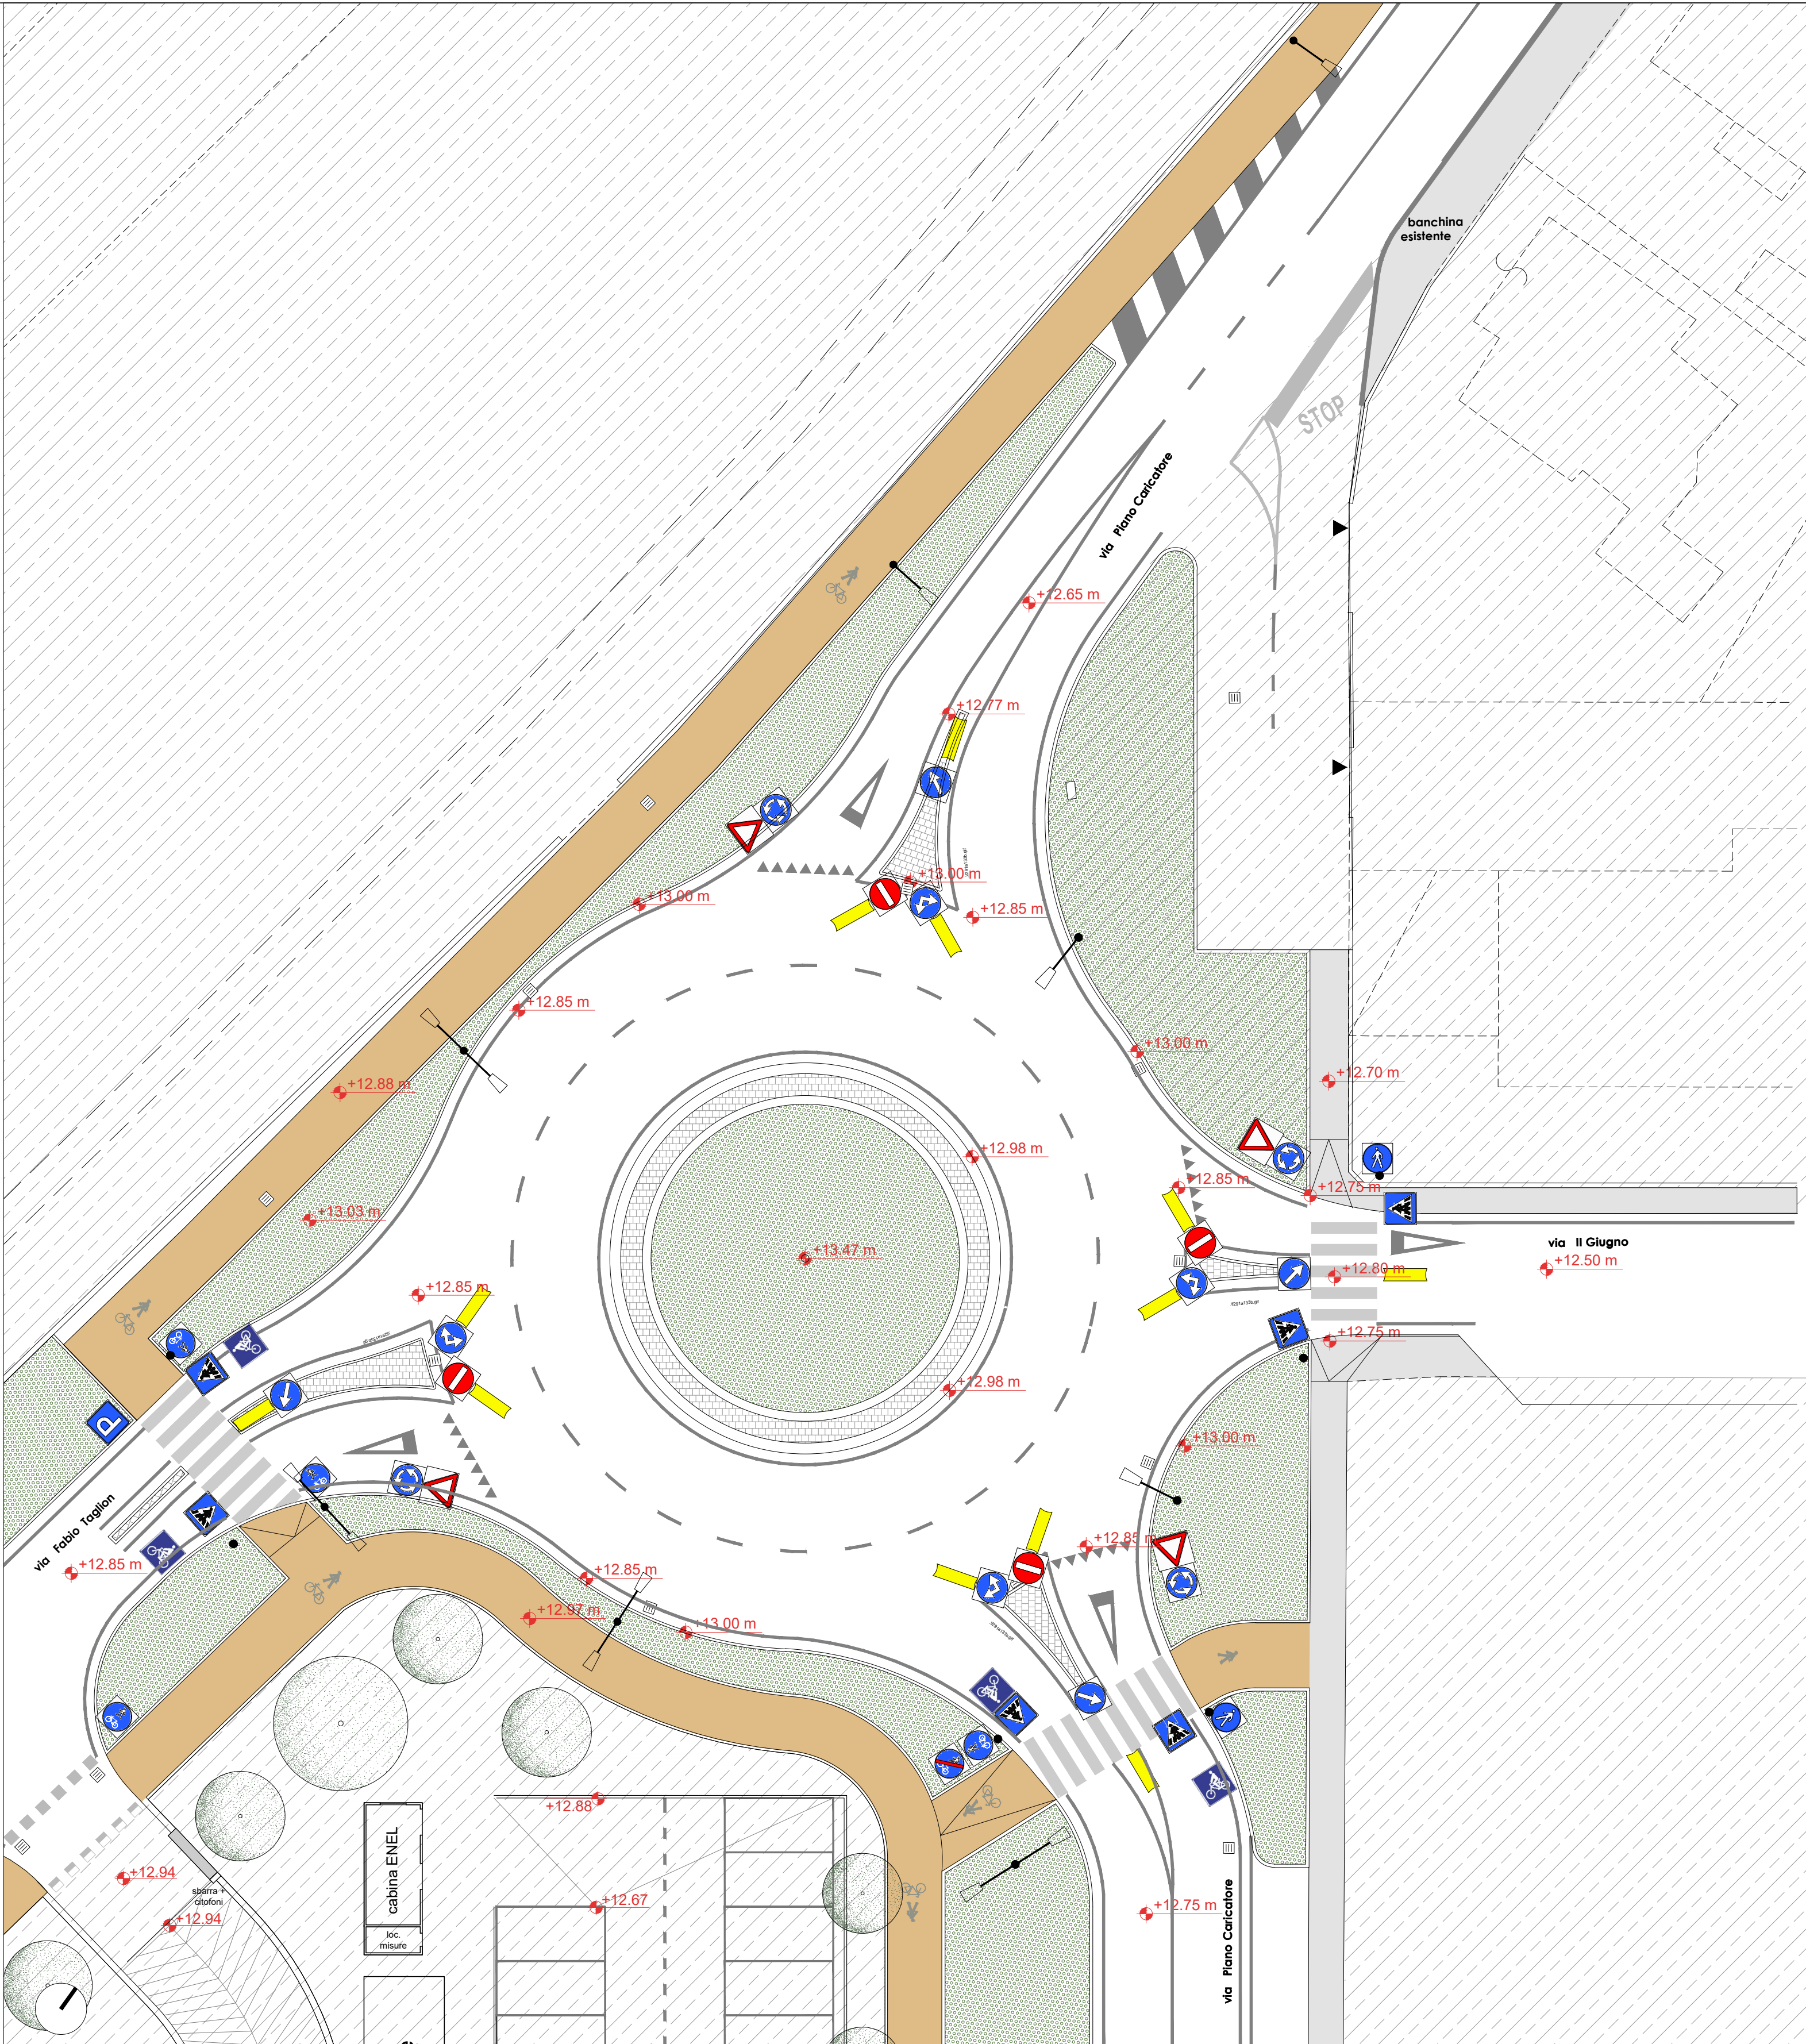 banchina
esistente
STOP
via Piano Caricatore
+12.65 m
+12.77 m
+13.00 m
+13.00 m
+12.85 m
+12.85 m
+13.00 m
+12.88 m
+12.70 m
+12.98 m
+12.85 m
+12.75 m
+13.03 m
+13.47 m
via II Giugno
+12.50 m
+12.80 m
+12.85 m
+12.75 m
+12.98 m
P
+13.00 m
via Fabio Taglion
+12.85 m
+12.85 m
+12.85 m
+12.97 m
+13.00 m
+12.88
cabina ENEL
+12.94
sbarra +
citofoni
+12.94
+12.67
+12.75 m
loc.
misure
via Piano Caricatore